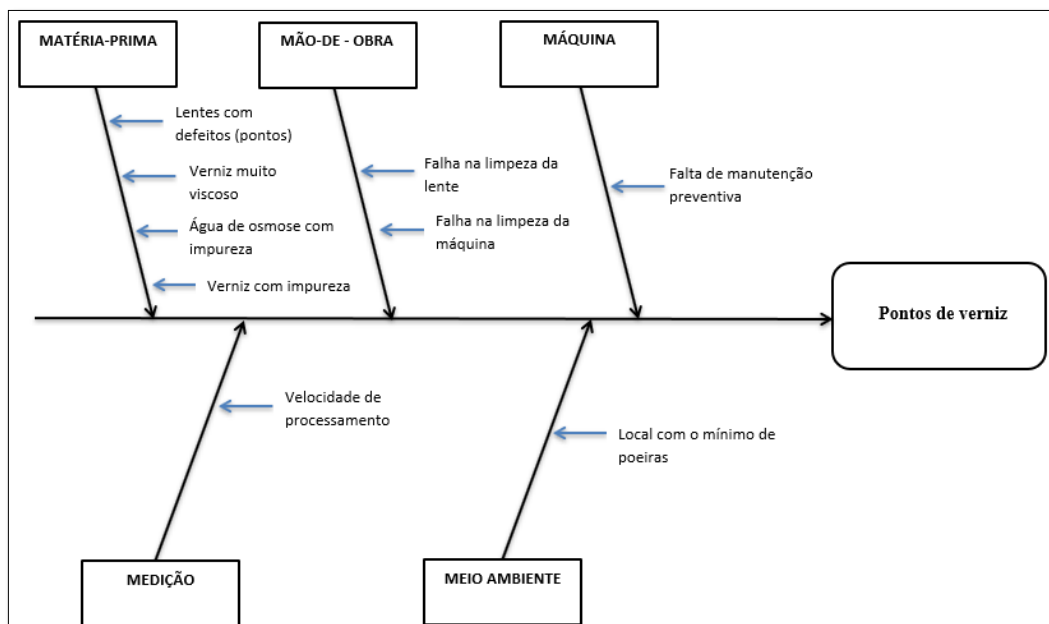 MATÉRIA-PRIMA
MÃO-DE - OBRA
MÁQUINA
Lentes com
defeitos (pontos)
Verniz muito
viscoso
Água de osmose com
impureza
Verniz com impureza
Falha na limpeza da
lente
Falha na limpeza da
máquina
Falta de manutenção
preventiva
Pontos de verniz
Velocidade de
processamento
Local com o mínimo de
poeiras
MEDIÇÃO
MEIO AMBIENTE